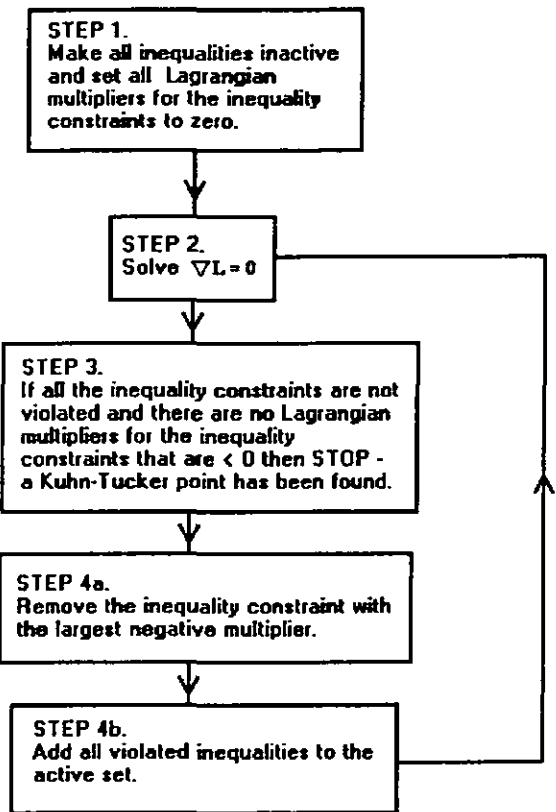 STEP 1.
Make all inequalities inactive
and set all Lagrangian
multipliers for the inequality
constraints to zero.
STEP 2.
Solve ∇L = 0
STEP 3.
If all the inequality constraints are not
violated and there are no Lagrangian
multipliers for the inequality
constraints that are < 0 then STOP -
a Kuhn-Tucker point has been found.
STEP 4a.
Remove the inequality constraint with
the largest negative multiplier.
STEP 4b.
Add all violated inequalities to the
active set.